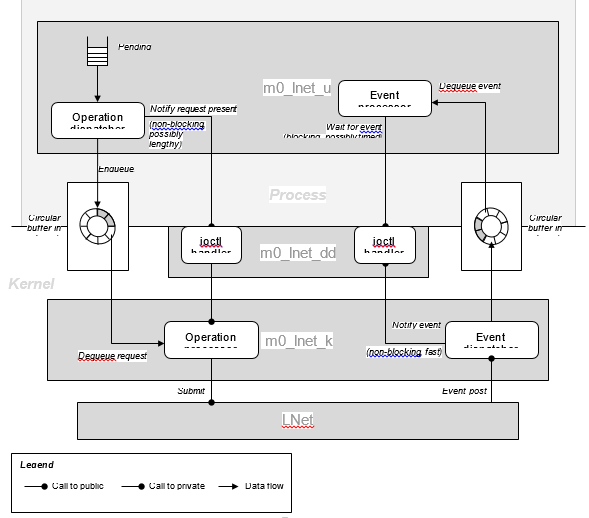 Pending
m0_lnet_u
Event
processor
Dequeue event
Operation
dispatcher
Notify request present
(non-blocking,
possibly
lengthy)
Wait for event
(blocking, possibly timed)
Enqueue
Process
Circular
buffer in
Circular
buffer in
ioctl
handler
m0_lnet_dd
ioctl
handler
Kernel
Operation
processor
m0_lnet_k
Notify event
(non-blocking, fast)
Event
dispatcher
Dequeue request
Submit
Event post
LNet
Legend
Call to public
Call to private
Data flow